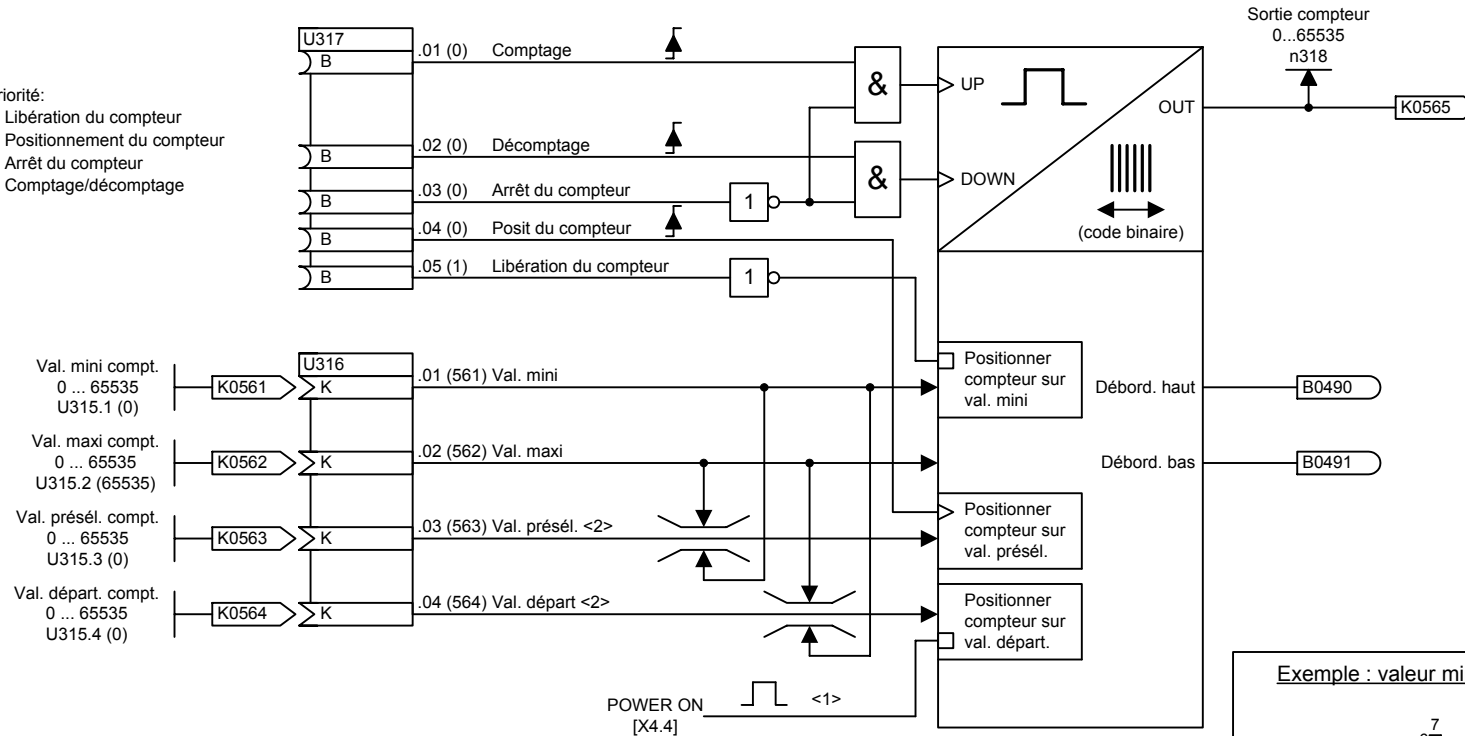 riorité:
Libération du compteur
Positionnement du compteur
Arrêt du compteur
Comptage/décomptage
U317
B
.01 (0) Comptage
B
.02 (0) Décomptage
B
.03 (0) Arrêt du compteur
B
.04 (0) Posit du compteur
B
.05 (1) Libération du compteur
1
1
&
&
UP
DOWN
OUT
(code binaire)
Sortie compteur
0...65535
n318
K0565
Val. mini compt.
0 ... 65535
U315.1 (0)
K0561
U316
K
.01 (561) Val. mini
Val. maxi compt.
0 ... 65535
U315.2 (65535)
K0562
K
.02 (562) Val. maxi
Val. présél. compt.
0 ... 65535
U315.3 (0)
K0563
K
.03 (563) Val. présél. <2>
Val. départ. compt.
0 ... 65535
U315.4 (0)
K0564
K
.04 (564) Val. départ <2>
Positionner
compteur sur
val. mini
Débord. haut
B0490
Débord. bas
B0491
Positionner
compteur sur
val. présél.
Positionner
compteur sur
val. départ.
POWER ON
[X4.4]
<1>
Exemple : valeur mi
7